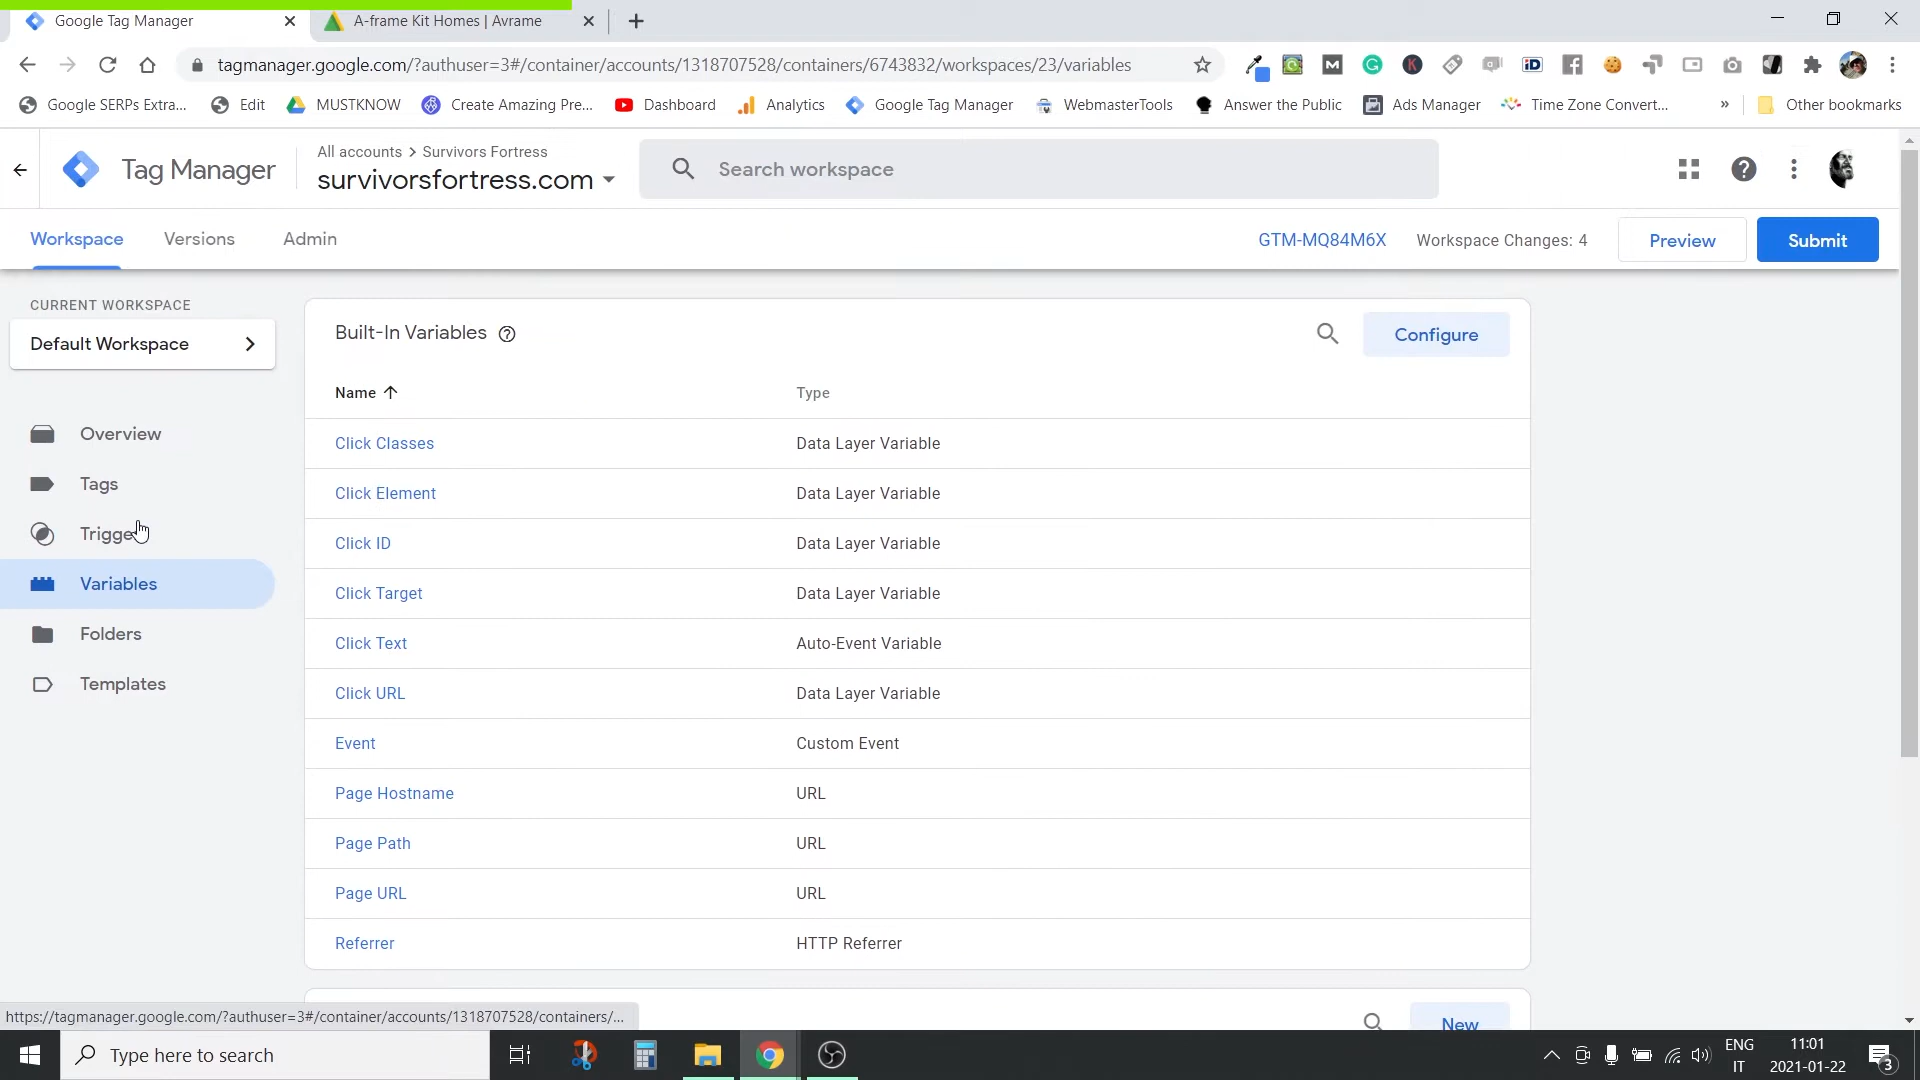 Google Tag Manager
A-frame Kit Homes | Avrame
tagmanager.google.com/?authuser=3#/container/accounts/1318707528/containers/6743832/workspaces/23/variables
Google SERPs Extra... Edit MUSTKNOW Create Amazing Pre... Dashboard Analytics Google Tag Manager WebmasterTools Answer the Public Ads Manager Time Zone Convert... » Other bookmarks
Tag Manager
All accounts > Survivors Fortress
survivorsfortress.com
Search workspace
Workspace Versions Admin
GTM-MQ84M6X Workspace Changes: 4 Preview Submit
CURRENT WORKSPACE
Default Workspace
Overview
Tags
Trigge
Variables
Folders
Templates
Built-In Variables
Configure
Name Type
Click Classes Data Layer Variable
Click Element Data Layer Variable
Click ID Data Layer Variable
Click Target Data Layer Variable
Click Text Auto-Event Variable
Click URL Data Layer Variable
Event Custom Event
Page Hostname URL
Page Path URL
Page URL URL
Referrer HTTP Referrer
New
https://tagmanager.google.com/?authuser=3#/container/accounts/1318707528/containers/...
Type here to search
ENG
IT
11:01
2021-01-22
3